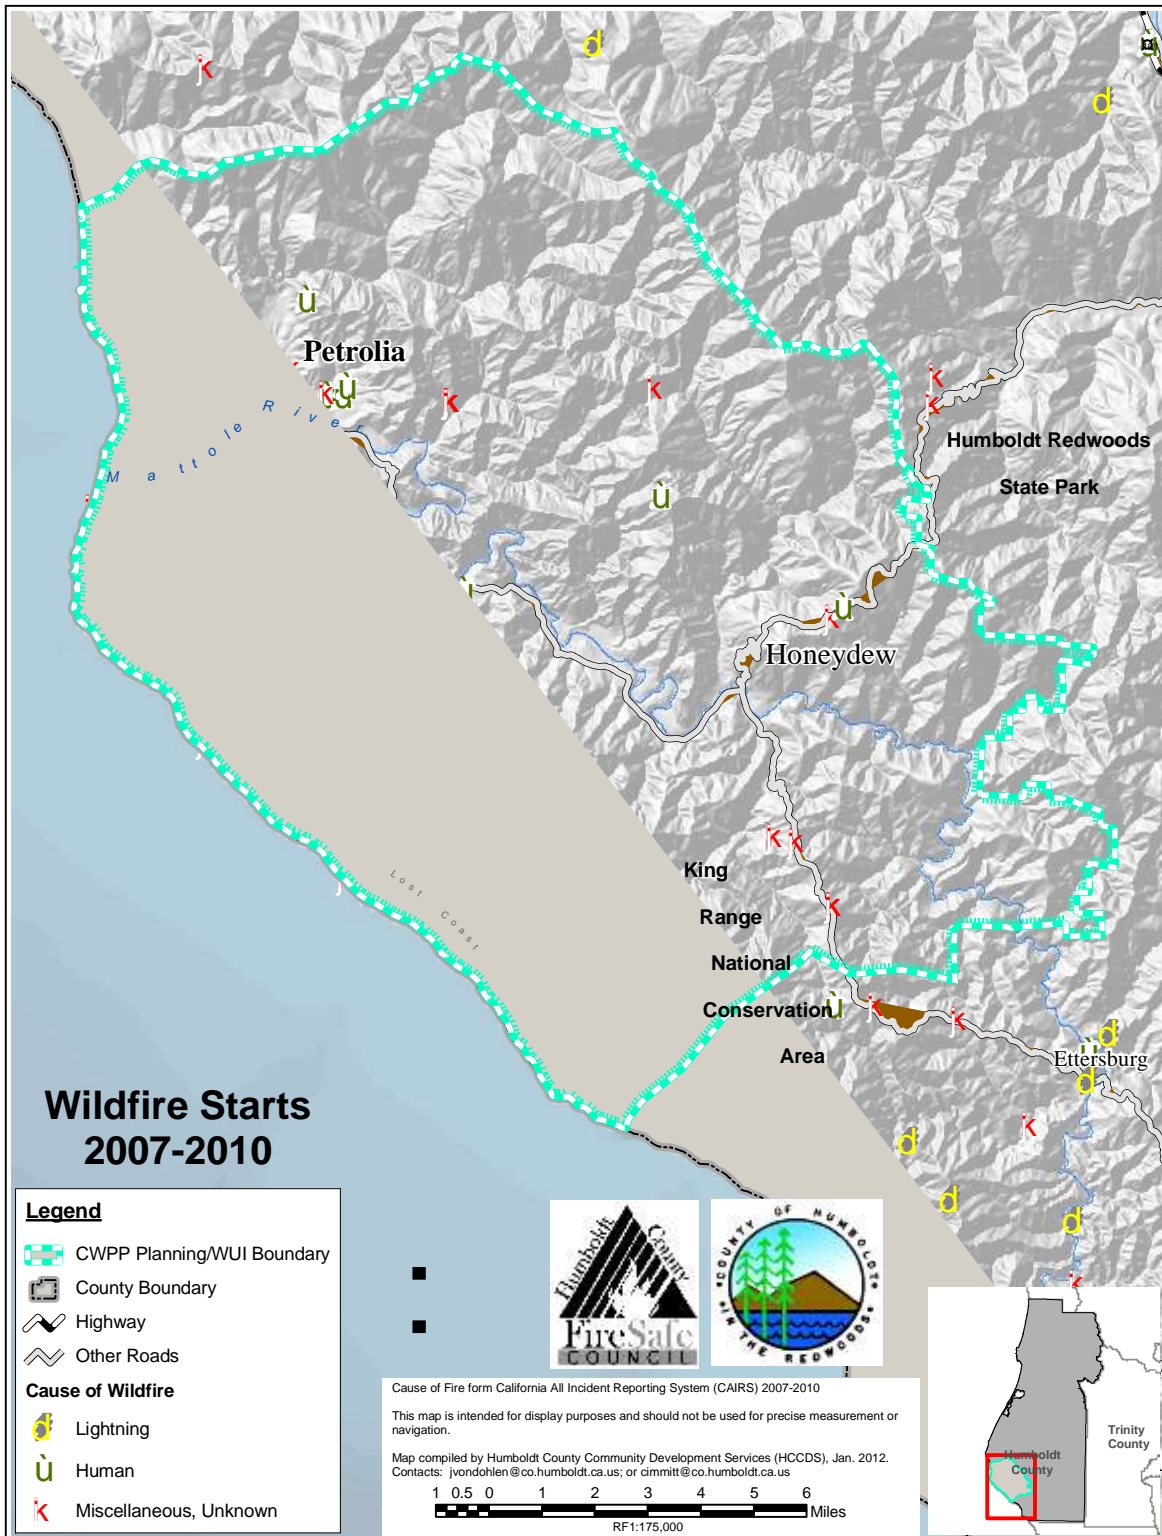 Petrolia
Mattole River
Humboldt Redwoods
State Park
Honeydew
King
Range
National
Conservation
Area
Lost Coast
Ettersburg
Wildfire Starts
2007-2010
Legend
CWPP Planning/WUI Boundary
County Boundary
Highway
Other Roads
Cause of Wildfire
d Lightning
ù Human
k Miscellaneous, Unknown
Humboldt County
FireSafe
COUNCIL
COUNTY OF HUMBOLDT
IN THE REDWOODS
Cause of Fire form California All Incident Reporting System (CAIRS) 2007-2010
This map is intended for display purposes and should not be used for precise measurement or
navigation.
Map compiled by Humboldt County Community Development Services (HCCDS), Jan. 2012.
Contacts: jvondohlen@co.humboldt.ca.us; or cimmitt@co.humboldt.ca.us
1 0.5 0 1 2 3 4 5 6
Miles
RF1:175,000
Trinity
County
Humboldt
County